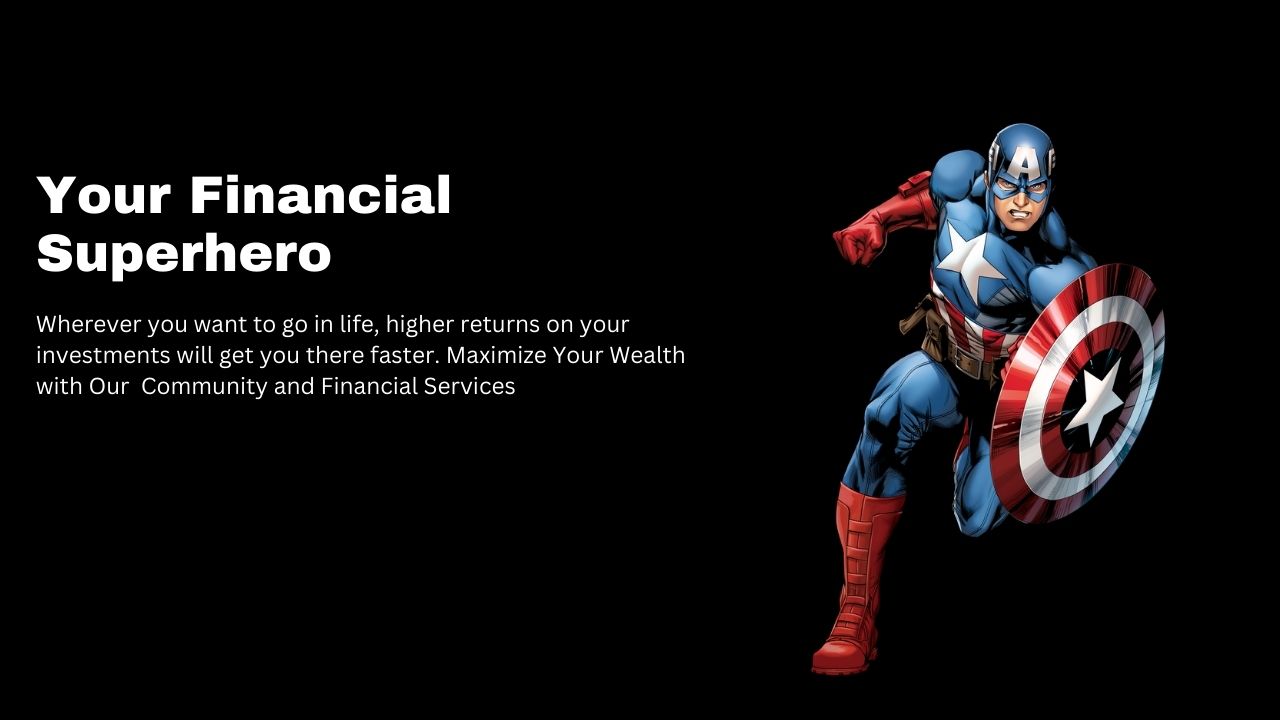 Your Financial
Superhero
Wherever you want to go in life, higher returns on your
investments will get you there faster. Maximize Your Wealth
with Our  Community and Financial Services
A